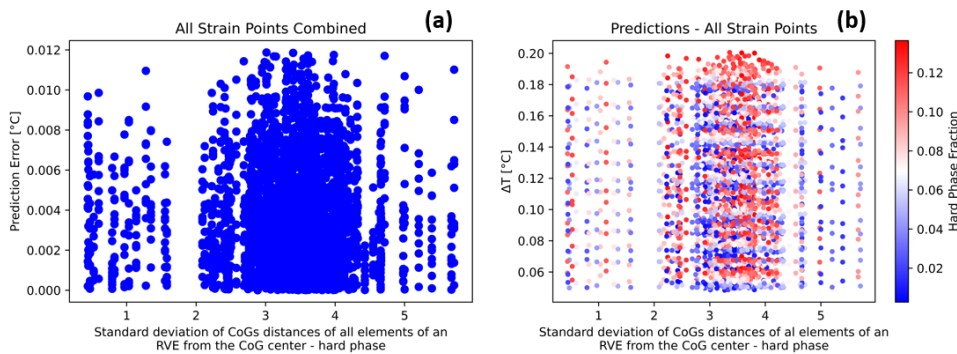 All Strain Points Combined
(a)
Prediction Error [°C]
0.012
0.010
0.008
0.006
0.004
0.002
0.000
1
2
3
4
5
Standard deviation of CoGs distances of all elements of an
RVE from the CoG center - hard phase
Predictions - All Strain Points
(b)
ΔT [°C]
0.20
0.18
0.16
0.14
0.12
0.10
0.08
0.06
1
2
3
4
5
Standard deviation of CoGs distances of al elements of an
RVE from the CoG center - hard phase
0.12
0.10
0.08
0.06
0.04
0.02
Hard Phase Fraction